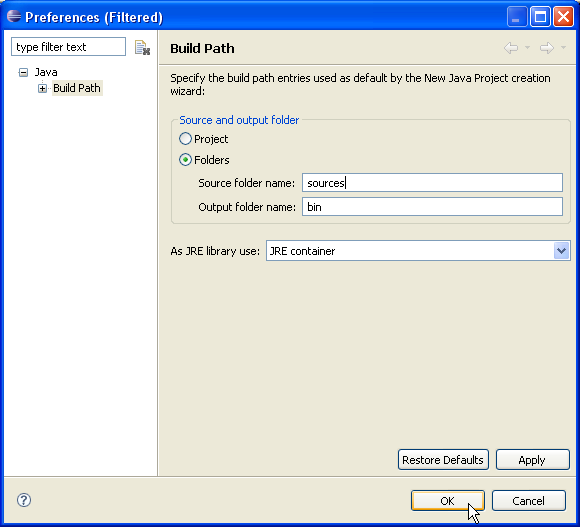 Preferences (Filtered)
type filter text
Java
Build Path
Build Path
Specify the build path entries used as default by the New Java Project creation
wizard:
Source and output folder
Project
Folders
Source folder name: sources
Output folder name: bin
As JRE library use: JRE container
Restore Defaults Apply
OK Cancel